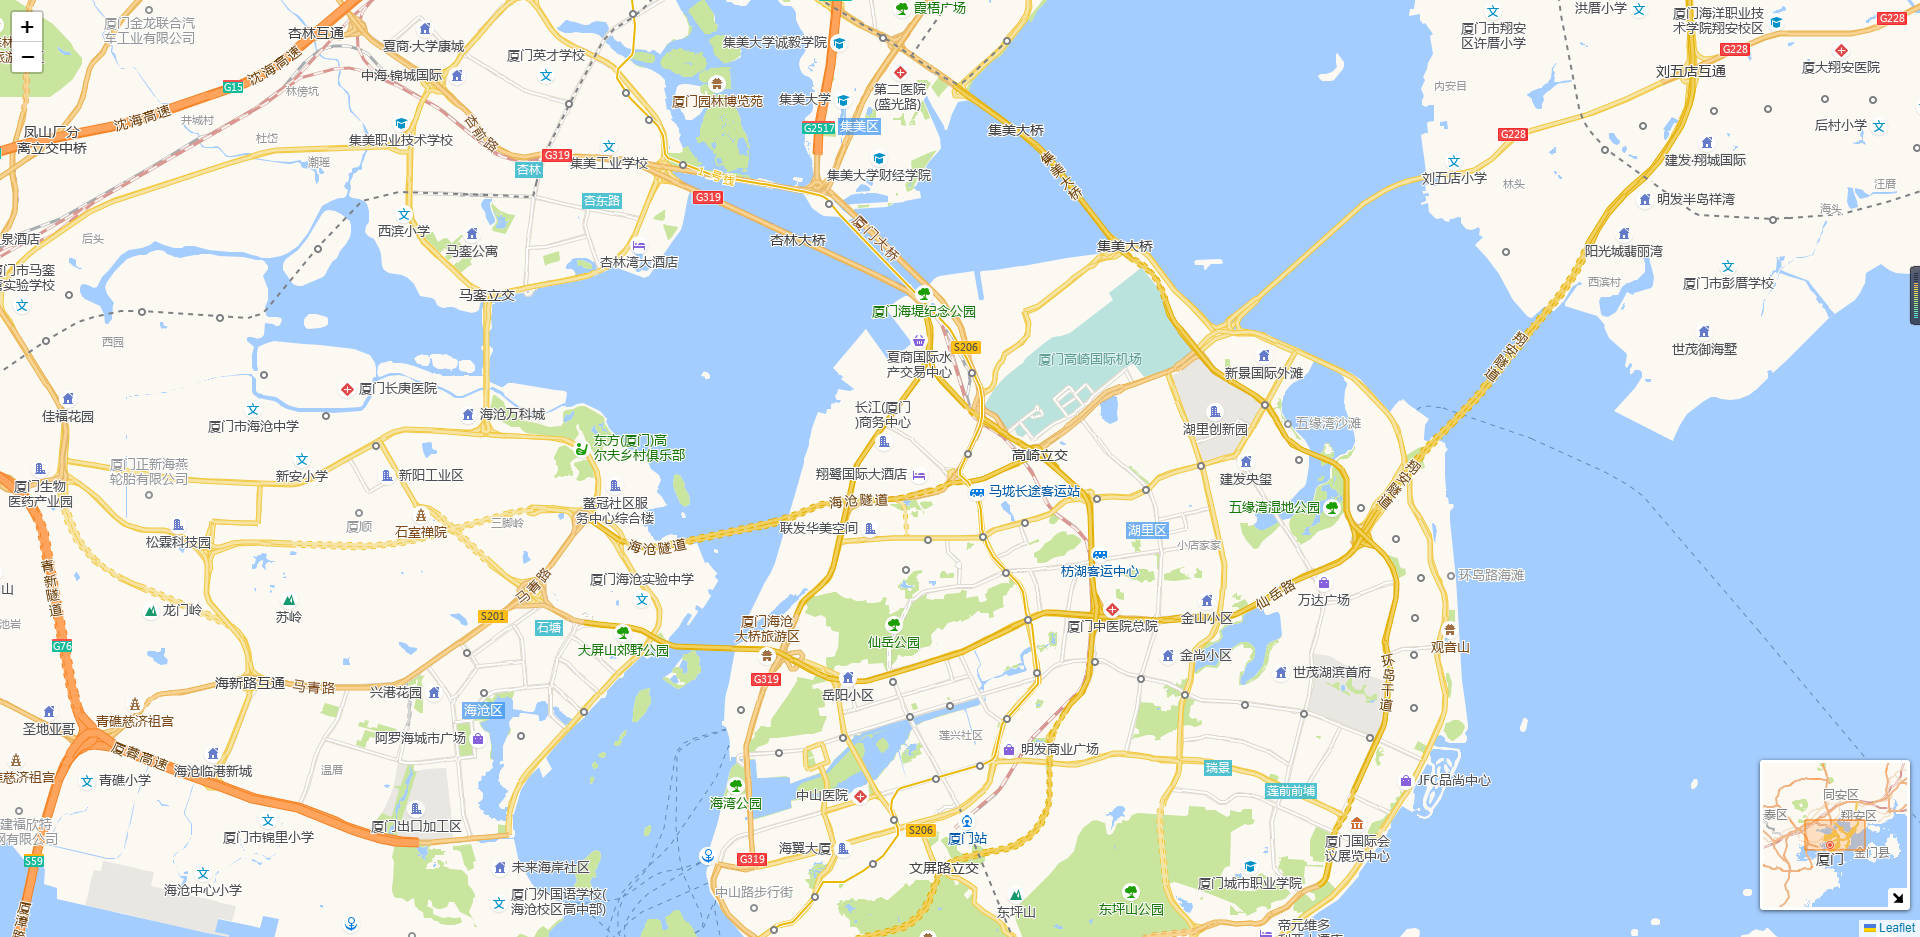 +
−
厦门金龙联合汽
车工业有限公司
杏林互通
夏商·大学康城
厦门英才学校
中海·锦城国际
沈海高速
G15
林傍坑
沈海高速
井城村
凤山厂分
离立交中桥
杜岱
潮瑶
集美职业技术学校
杏前路
G319
集美工业学校
杏林
杏东路
1号线
G319
厦门园林博览苑
集美大学诚毅学院
霞梧广场
第二医院
(盛光路)
集美大学
G2517
集美区
集美大学财经学院
集美大桥
集美大桥
集美大桥
厦门大桥
杏林大桥
厦门市翔安
区许厝小学
洪厝小学
厦门海洋职业技
术学院翔安校区
G228
G228
刘五店互通
厦大翔安医院
内安目
G228
后村小学
建发·翔城国际
刘五店小学
林头
汪厝
明发半岛祥湾
海头
阳光城翡丽湾
西滨村
厦门市彭厝学校
世茂御海墅
翔安隧道
翔安隧道
泉酒店
后头
西滨小学
马銮公寓
杏林湾大酒店
马銮立交
门市马銮
实验学校
西园
佳福花园
厦门长庚医院
厦门市海沧中学
海沧万科城
厦门海堤纪念公园
S206
夏商国际水
产交易中心
厦门高崎国际机场
新景国际外滩
长江(厦门
)商务中心
湖里创新园
五缘湾沙滩
高崎立交
翔鹭国际大酒店
建发央玺
马垅长途客运站
五缘湾湿地公园
海沧隧道
联发华美空间
海沧隧道
湖里区
小店家家
枋湖客运中心
东方(厦门)高
尔夫乡村俱乐部
厦门正新海燕
轮胎有限公司
新安小学
新阳工业区
厦门生物
医药产业园
鳌冠社区服
务中心综合楼
厦顺
石室禅院
三脚岭
松霖科技园
青新隧道
山
池岩
龙门岭
苏岭
马青路
厦门海沧实验中学
S201
石塘
大屏山郊野公园
厦门海沧
大桥旅游区
G319
仙岳公园
岳阳小区
厦门中医院总院
金山小区
仙岳路
万达广场
环岛路海滩
观音山
金尚小区
世茂湖滨首府
环岛干道
G76
海新路互通
马青路
兴港花园
海沧区
青礁慈济祖宫
圣地亚哥
阿罗海城市广场
厦蓉高速
慈济祖宫
青礁小学
海沧临港新城
温厝
建福欣特
钢有限公司
厦门市锦里小学
厦门出口加工区
S59
海沧中心小学
未来海岸社区
厦门外国语学校(
海沧校区高中部)
海湾公园
中山医院
莲兴社区
明发商业广场
瑞景
莲前前埔
JFC品尚中心
S206
厦门站
海翼大厦
G319
文屏路立交
中山路步行街
厦门国际会
议展览中心
厦门城市职业学院
东坪山
东坪山公园
帝元维多
同安区
泰区
翔安区
厦门
金门县
Leaflet